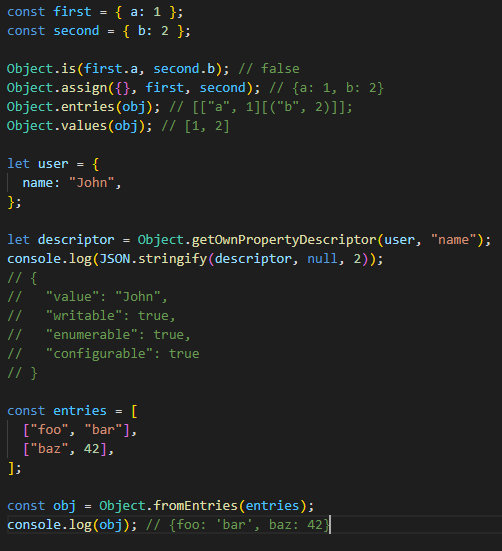 const first = { a: 1 };
const second = { b: 2 };
Object.is(first.a, second.b); // false
Object.assign({}, first, second); // {a: 1, b: 2}
Object.entries(obj); // [["a", 1][("b", 2)]];
Object.values(obj); // [1, 2]
let user = {
  name: "John",
};
let descriptor = Object.getOwnPropertyDescriptor(user, "name");
console.log(JSON.stringify(descriptor, null, 2));
// {
//   "value": "John",
//   "writable": true,
//   "enumerable": true,
//   "configurable": true
// }
const entries = [
  ["foo", "bar"],
  ["baz", 42],
];
const obj = Object.fromEntries(entries);
console.log(obj); // {foo: 'bar', baz: 42}